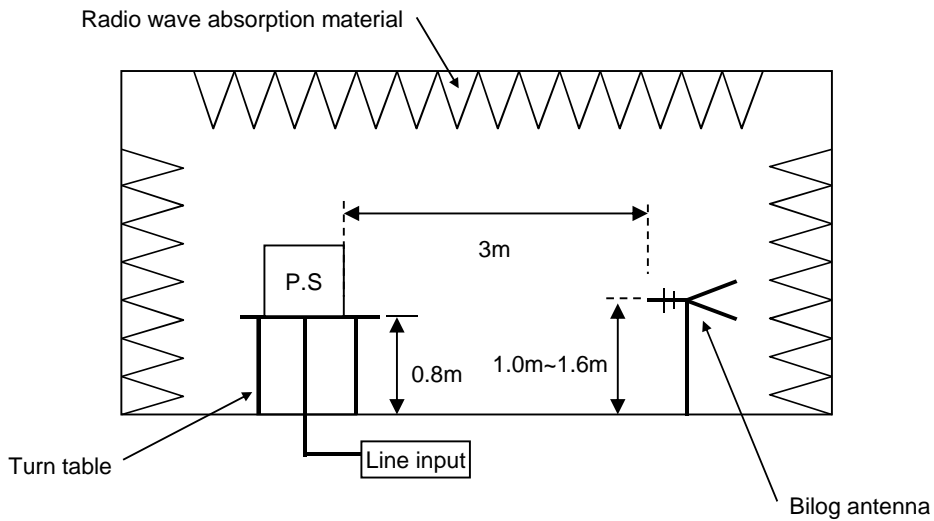 Radio wave absorption material
3m
P.S
1.0m~1.6m
0.8m
Line input
Turn table
Bilog antenna